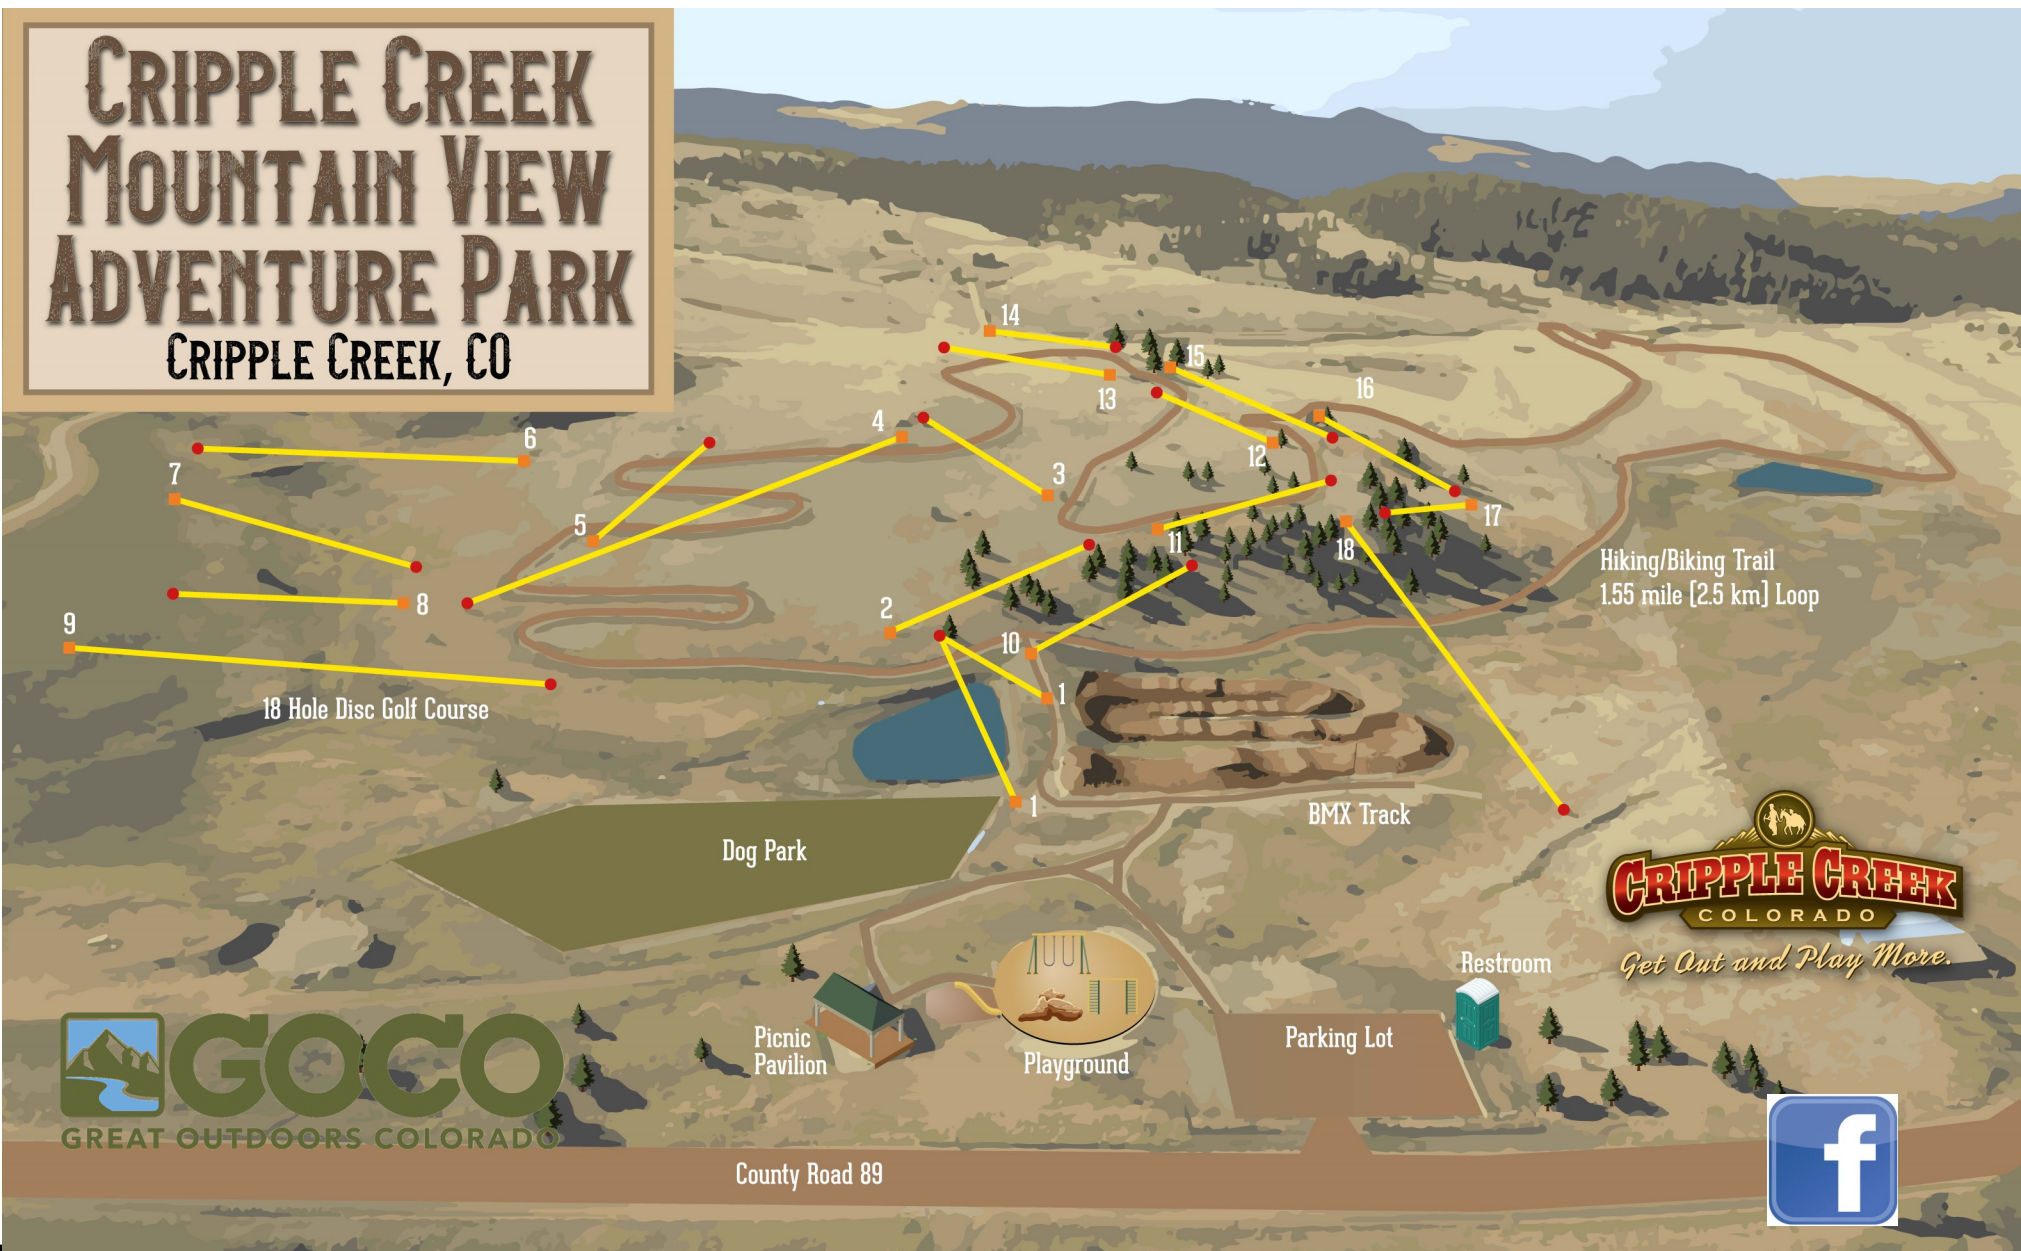 Cripple Creek
Mountain View
Adventure Park
Cripple Creek, CO
14
15
16
13
4
6
12
3
7
5
17
11
18
Hiking/Biking Trail
1.55 mile (2.5 km) Loop
8
2
9
10
1
18 Hole Disc Golf Course
1
BMX Track
Dog Park
CRIPPLE CREEK
COLORADO
Get Out and Play More.
Restroom
Picnic
Pavilion
Playground
Parking Lot
GOCO
GREAT OUTDOORS COLORADO
County Road 89
f